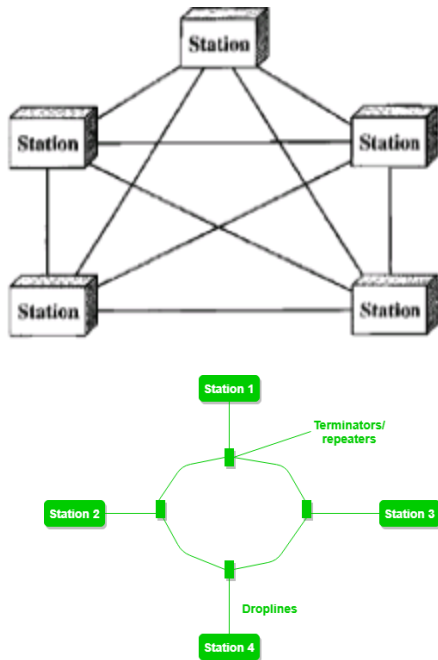 Station
Station
Station
Station
Station
Station 1
Terminators/
repeaters
Station 2
Station 3
Droplines
Station 4